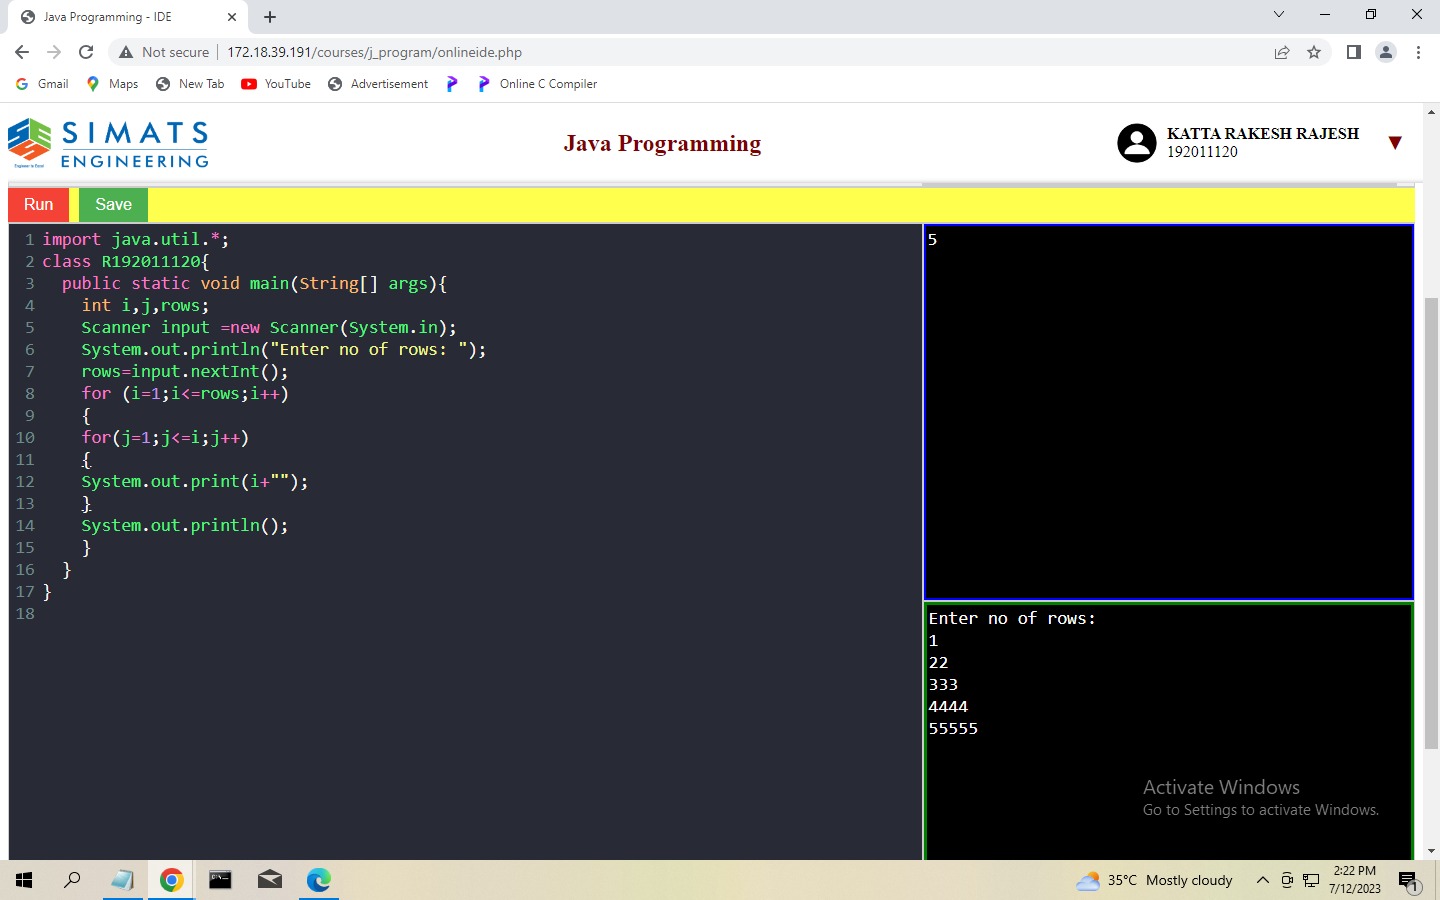 Java Programming - IDE
Not secure
172.18.39.191/courses/j_program/onlineide.php
Gmail
Maps
New Tab
YouTube
Advertisement
Online C Compiler
SIMATS
ENGINEERING
Java Programming
KATTA RAKESH RAJESH
192011120
Run
Save
1 import java.util.*;
2 class R192011120{
3   public static void main(String[] args){
4     int i,j,rows;
5     Scanner input =new Scanner(System.in);
6     System.out.println("Enter no of rows: ");
7     rows=input.nextInt();
8     for (i=1;i<=rows;i++)
9     {
10     for(j=1;j<=i;j++)
11     {
12     System.out.print(i+"");
13     }
14     System.out.println();
15     }
16   }
17 }
18
5
Enter no of rows:
1
22
333
4444
55555
Activate Windows
Go to Settings to activate Windows.
35°C Mostly cloudy
2:22 PM
7/12/2023
1